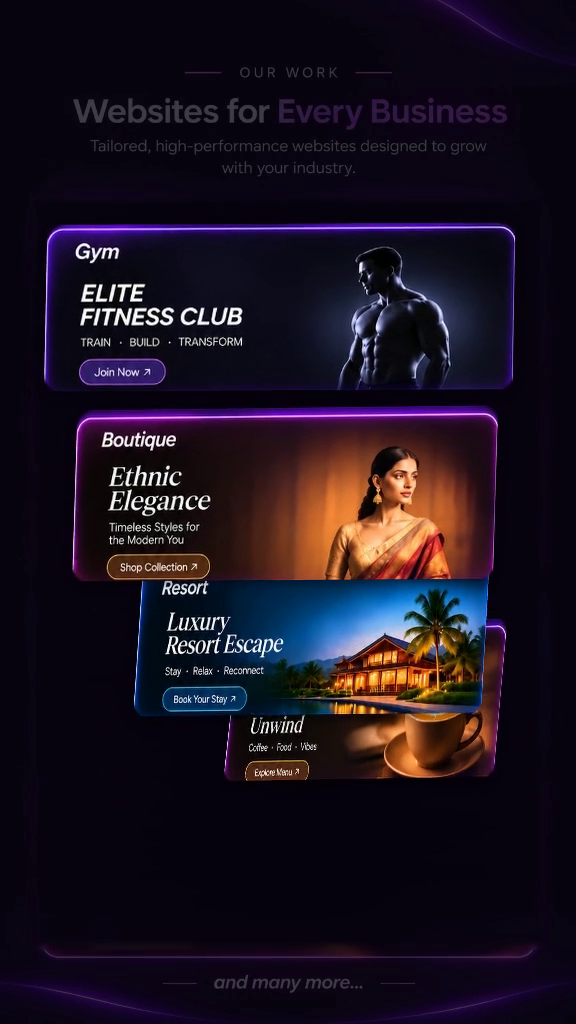 OUR WORK
Websites for Every Business
Tailored, high-performance websites designed to grow
with your industry.
Gym
ELITE
FITNESS CLUB
TRAIN · BUILD · TRANSFORM
Join Now ↗
Boutique
Ethnic
Elegance
Timeless Styles for
the Modern You
Shop Collection ↗
Resort
Luxury
Resort Escape
Stay · Relax · Reconnect
Book Your Stay ↗
Unwind
Coffee · Food · Vibes
Explore Menu ↗
and many more...